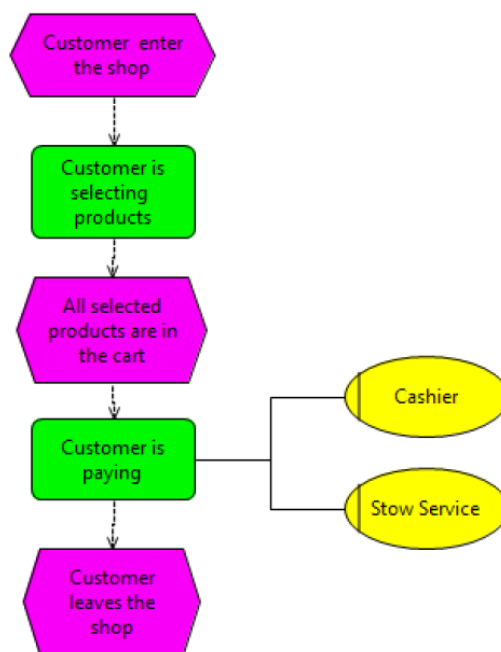 Customer enter
the shop
Customer is
selecting
products
All selected
products are in
the cart
Cashier
Customer is
paying
Stow Service
Customer
leaves the
shop